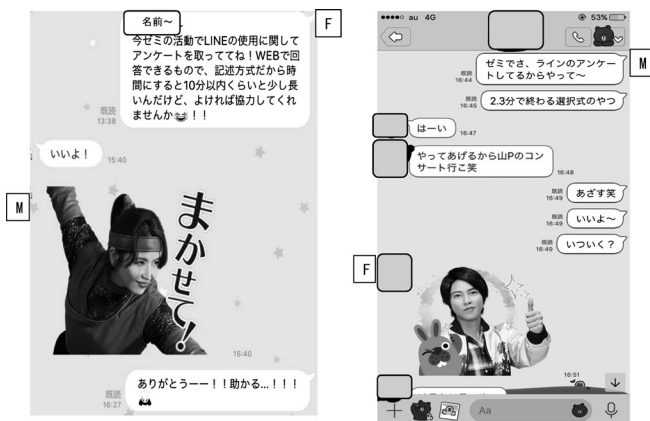 名前〜
F
今ゼミの活動でLINEの使用に関して
アンケートを取っててね！WEBで回
答できるもので、記述方式だから時
間にすると10分以内くらいと少し長
いんだけど、よければ協力してくれ
ませんか！！
既読
13:38
いいよ！
15:40
M
まかせて！
15:40
ありがとうーー！！助かる...！！！
既読
16:27
au 4G
53%
ゼミでさ、ラインのアンケー
トしてるからやって〜
既読
16:44
M
2.3分で終わる選択式のやつ
既読
16:45
はーい
16:47
やってあげるから山Pのコン
サート行こ笑
16:48
あざす笑
既読
16:49
いいよ〜
既読
16:49
いついく？
既読
16:49
F
16:51
Aa